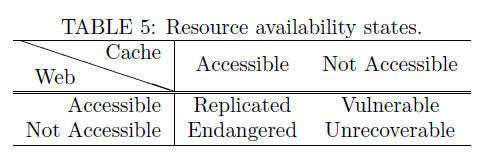 TABLE 5: Resource availability states.
Cache
Web
Accessible Not Accessible
Accessible Replicated Vulnerable
Not Accessible Endangered Unrecoverable